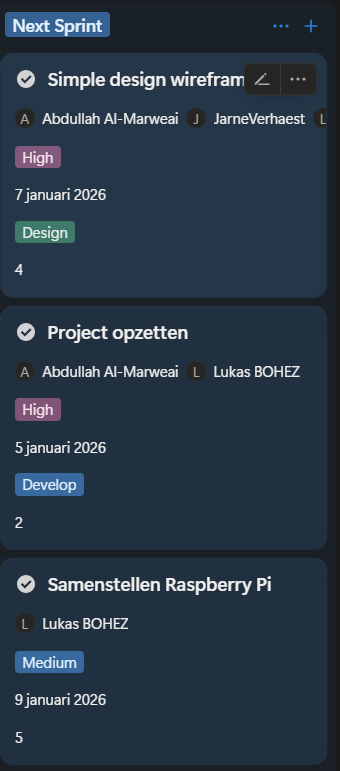 Next Sprint
Simple design wirefram
A Abdullah Al-Marweai J JarneVerhaest L
High
7 januari 2026
Design
4
Project opzetten
A Abdullah Al-Marweai L Lukas BOHEZ
High
5 januari 2026
Develop
2
Samenstellen Raspberry Pi
L Lukas BOHEZ
Medium
9 januari 2026
5